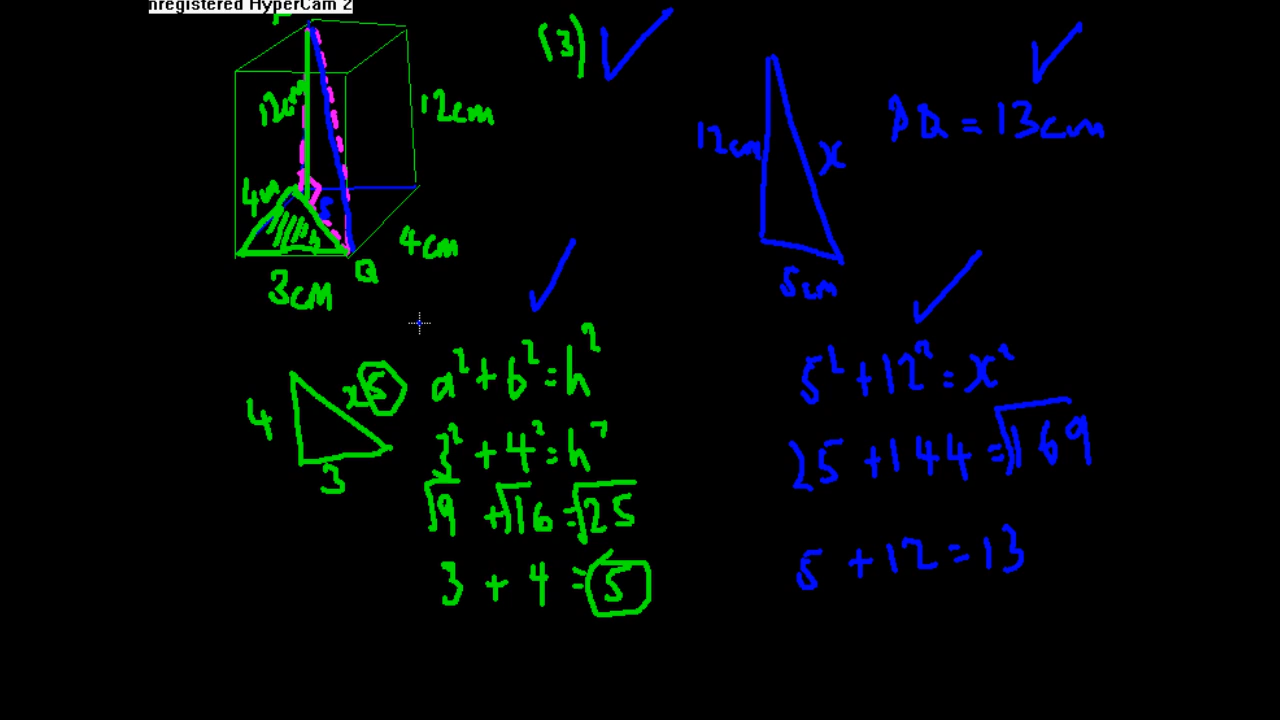 nregistered HyperCam 2
P
(3)
12cm
12cm
4cm
5
4cm
3cm
Q
12cm
x
5cm
PQ = 13cm
4
x 5
3
a² + b² = h²
3² + 4² = h²
√9 + √16 = √25
3 + 4 = 5
5² + 12² = x²
25 + 144 = √169
5 + 12 = 13